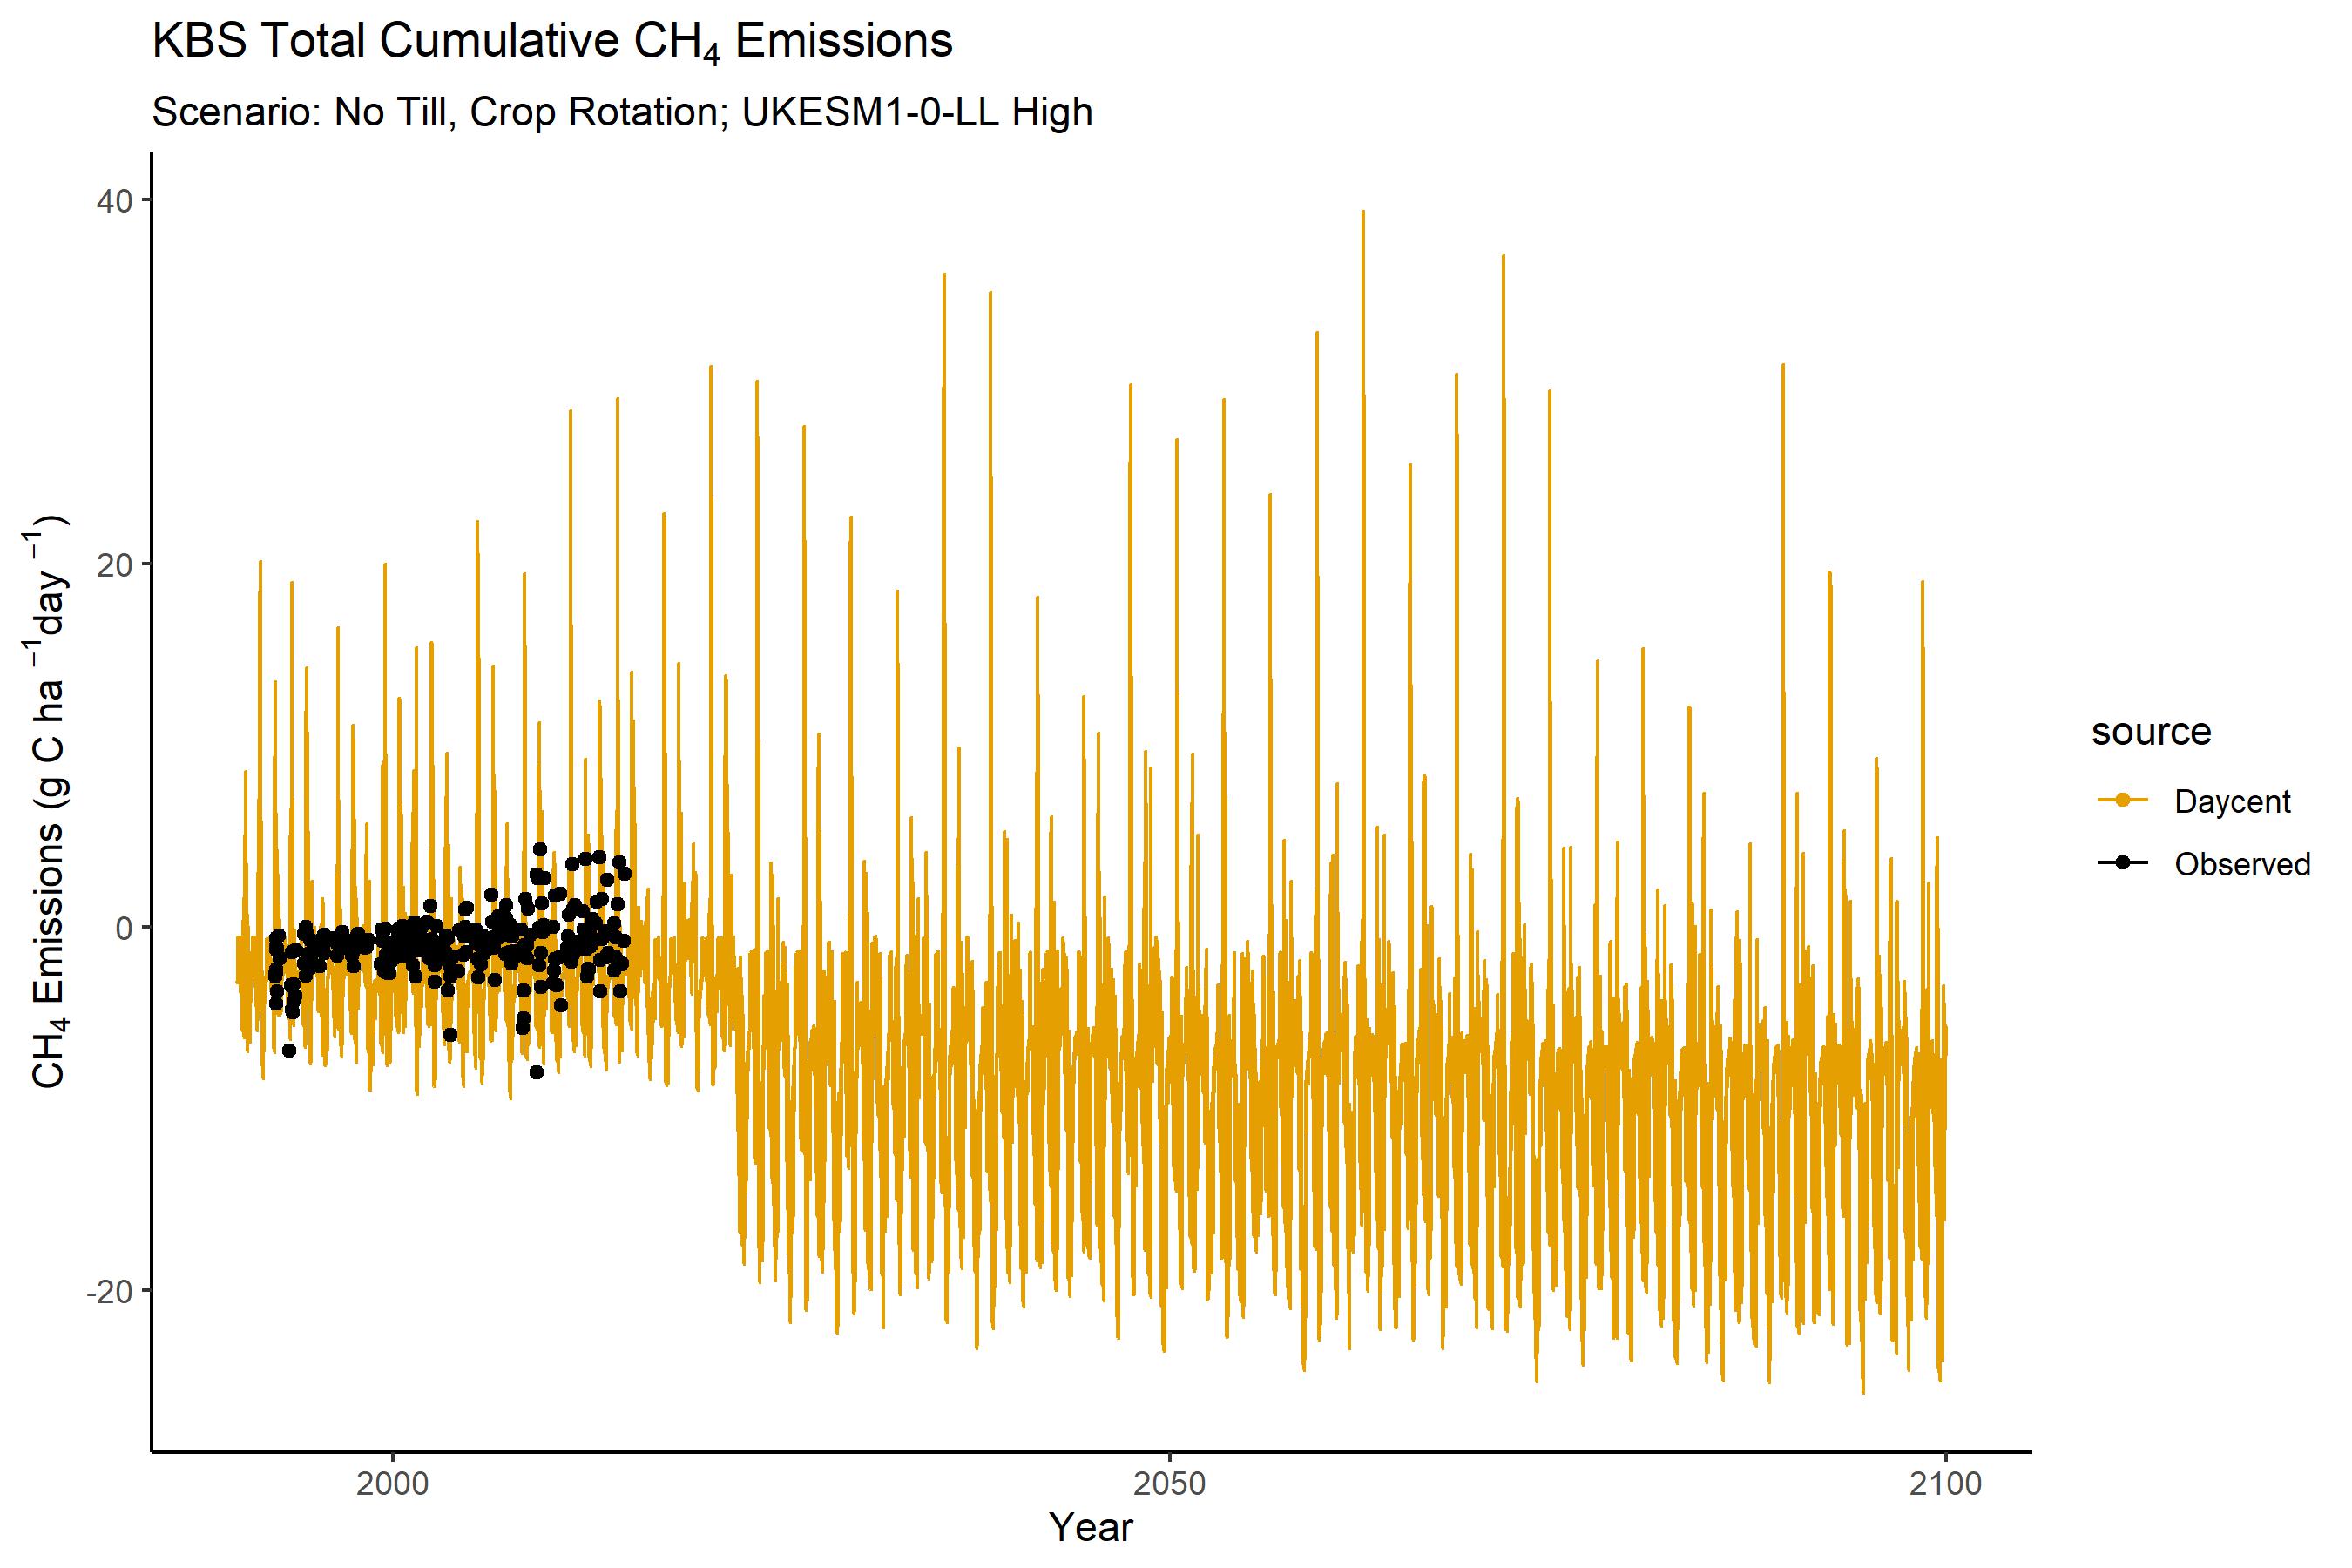 KBS Total Cumulative CH₄ Emissions
Scenario: No Till, Crop Rotation; UKESM1-0-LL High
CH₄ Emissions (g C ha ⁻¹day ⁻¹)
40
20
0
-20
2000
2050
2100
Year
source
Daycent
Observed